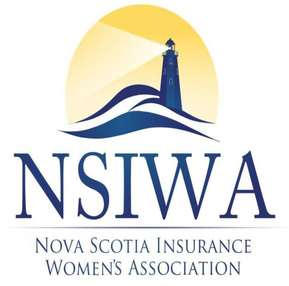 NSIWA
NOVA SCOTIA INSURANCE
WOMEN'S ASSOCIATION